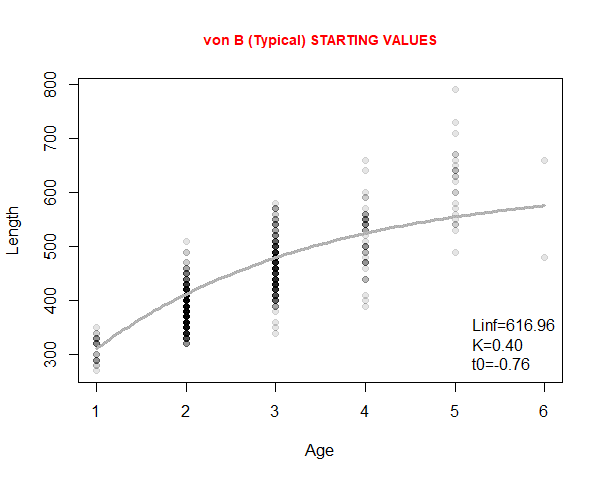 von B (Typical) STARTING VALUES
Length
800
700
600
500
400
300
Linf=616.96
K=0.40
t0=-0.76
1 2 3 4 5 6
Age